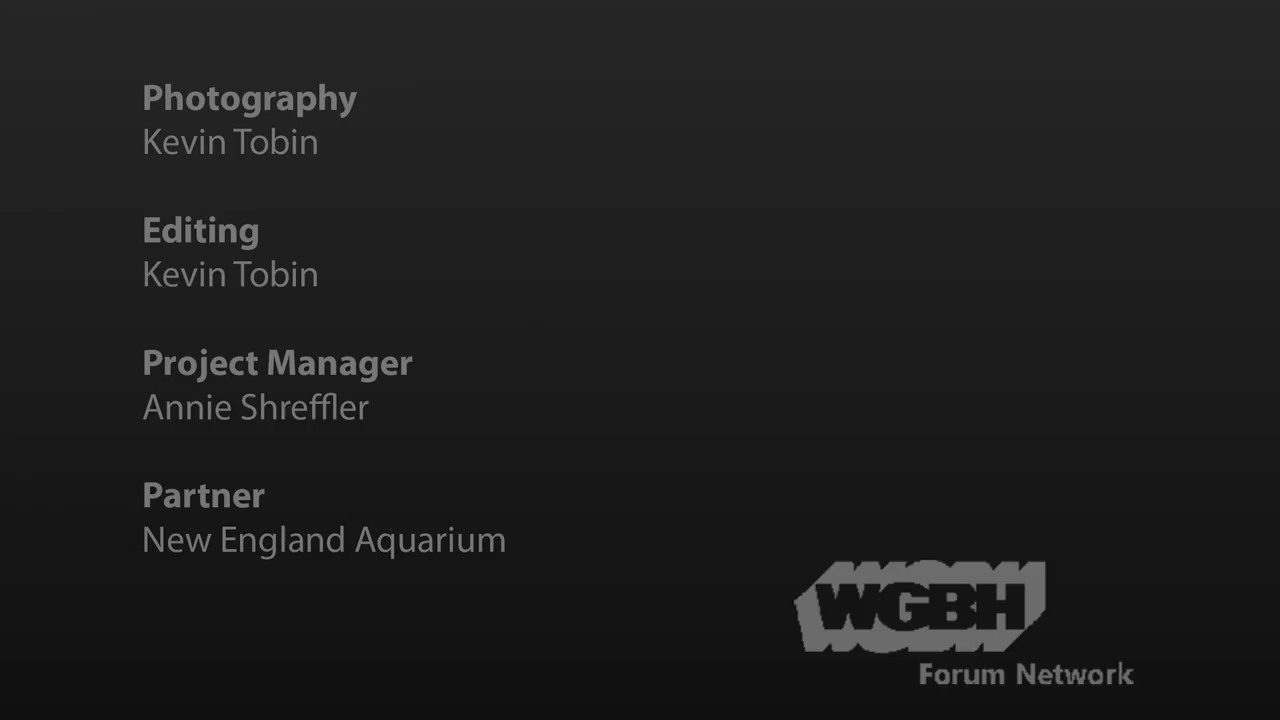 Photography
Kevin Tobin
Editing
Kevin Tobin
Project Manager
Annie Shreffler
Partner
New England Aquarium
WGBH
Forum Network